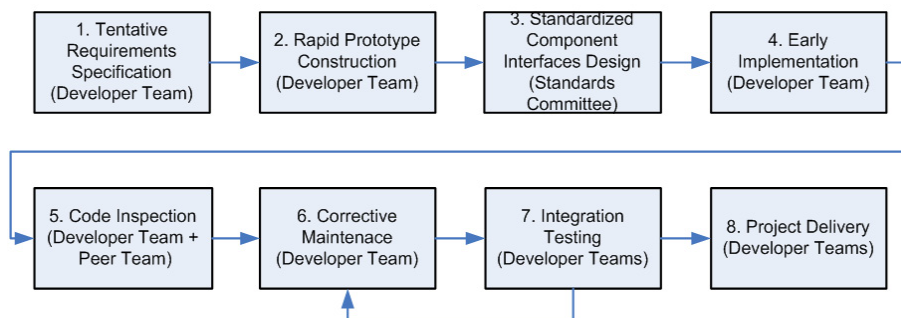 1. Tentative
Requirements
Specification
(Developer Team)
2. Rapid Prototype
Construction
(Developer Team)
3. Standardized
Component
Interfaces Design
(Standards
Committee)
4. Early
Implementation
(Developer Team)
5. Code Inspection
(Developer Team +
Peer Team)
6. Corrective
Maintenace
(Developer Team)
7. Integration
Testing
(Developer Teams)
8. Project Delivery
(Developer Teams)